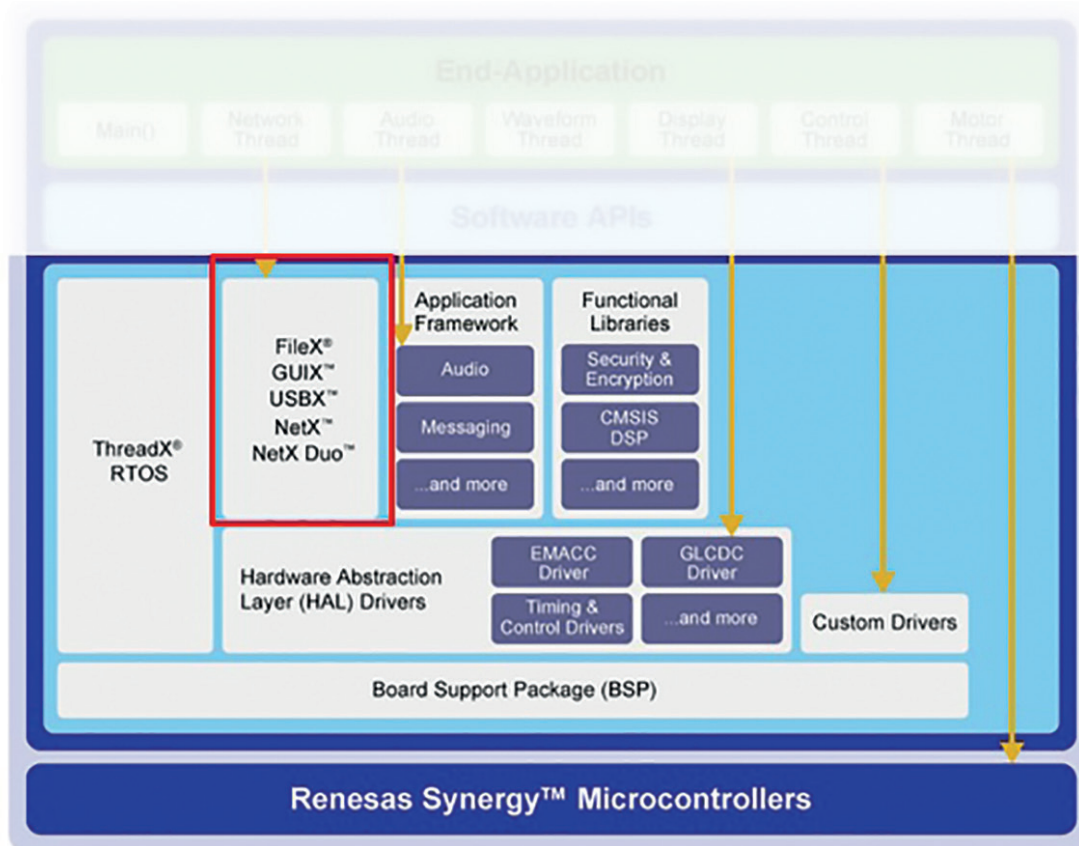 End-Application
Main()
Network
Thread
Audio
Thread
Waveform
Thread
Display
Thread
Control
Thread
Motor
Thread
Software APIs
ThreadX®
RTOS
FileX®
GUIX™
USBX™
NetX™
NetX Duo™
Application
Framework
Audio
Messaging
...and more
Functional
Libraries
Security &
Encryption
CMSIS
DSP
...and more
Hardware Abstraction
Layer (HAL) Drivers
EMACC
Driver
GLCDC
Driver
Timing &
Control Drivers
...and more
Custom Drivers
Board Support Package (BSP)
Renesas Synergy™ Microcontrollers